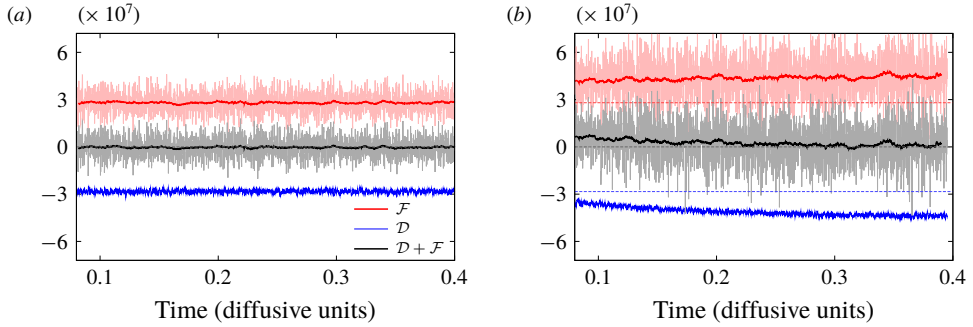 (a) (× 10⁷)
6
3
0
−3
−6
0.1 0.2 0.3 0.4
Time (diffusive units)
ℱ
𝒟
𝒟 + ℱ
(b) (× 10⁷)
6
3
0
−3
−6
0.1 0.2 0.3 0.4
Time (diffusive units)